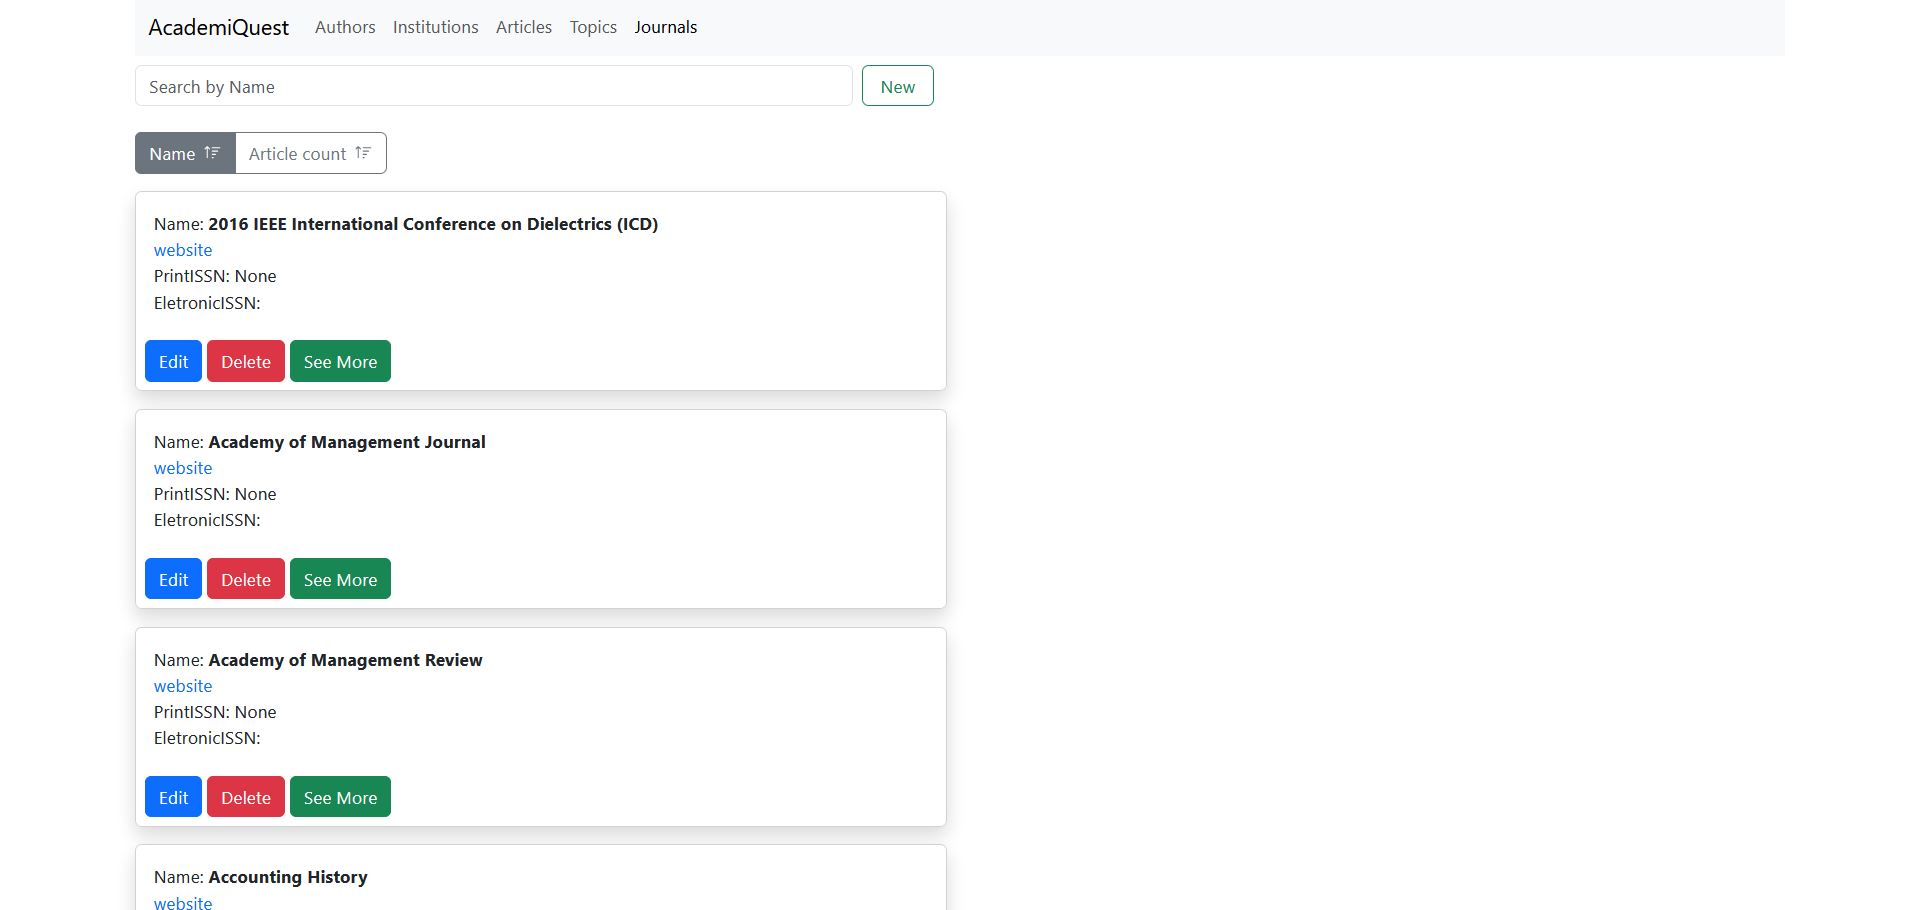 AcademiQuest Authors Institutions Articles Topics Journals
Search by Name New
Name Article count
Name: 2016 IEEE International Conference on Dielectrics (ICD)
website
PrintISSN: None
EletronicISSN:
Edit Delete See More
Name: Academy of Management Journal
website
PrintISSN: None
EletronicISSN:
Edit Delete See More
Name: Academy of Management Review
website
PrintISSN: None
EletronicISSN:
Edit Delete See More
Name: Accounting History
website